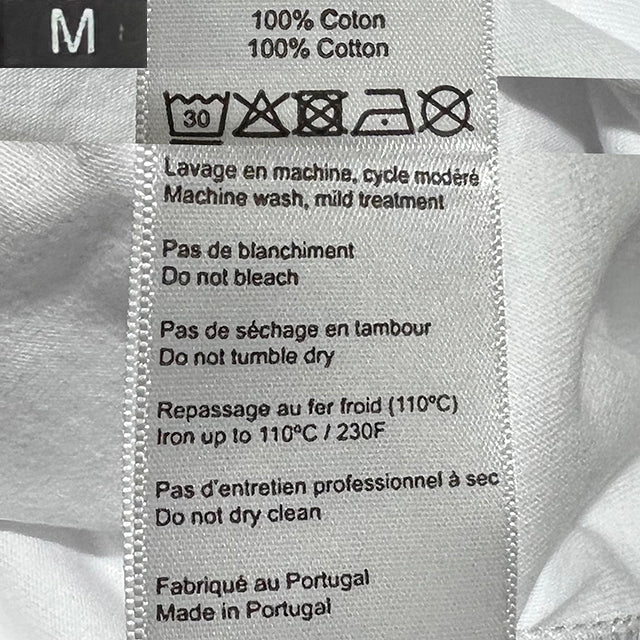 M
100% Coton
100% Cotton
30
Lavage en machine, cycle modéré
Machine wash, mild treatment
Pas de blanchiment
Do not bleach
Pas de séchage en tambour
Do not tumble dry
Repassage au fer froid (110ºC)
Iron up to 110ºC / 230F
Pas d'entretien professionnel à sec
Do not dry clean
Fabriqué au Portugal
Made in Portugal